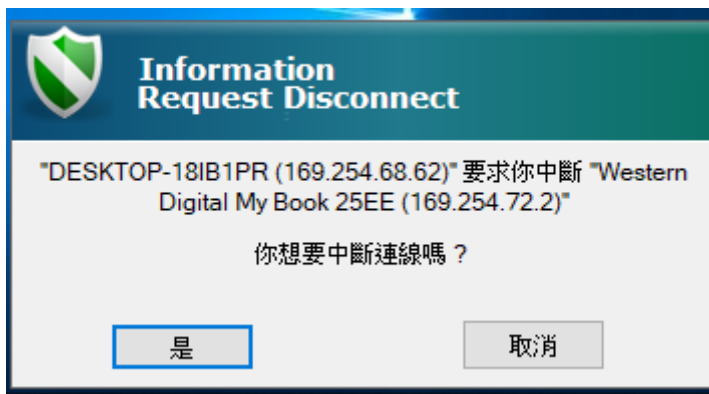 Information
Request Disconnect
"DESKTOP-18IB1PR (169.254.68.62)" 要求你中斷 "Western
Digital My Book 25EE (169.254.72.2)"
你想要中斷連線嗎？
是
取消